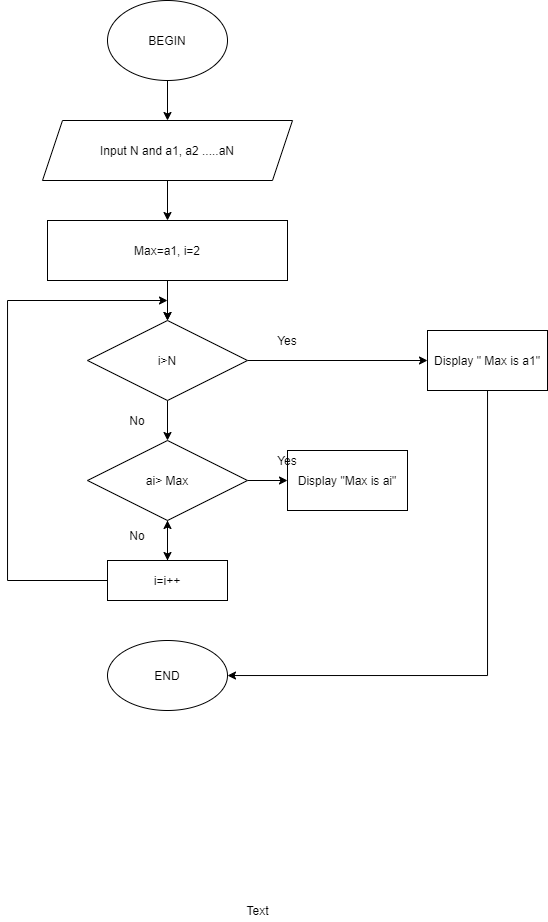 BEGIN
Input N and a1, a2 .....aN
Max=a1, i=2
i>N
Yes
Display " Max is a1"
No
ai> Max
Yes
Display "Max is ai"
No
i=i++
END
Text